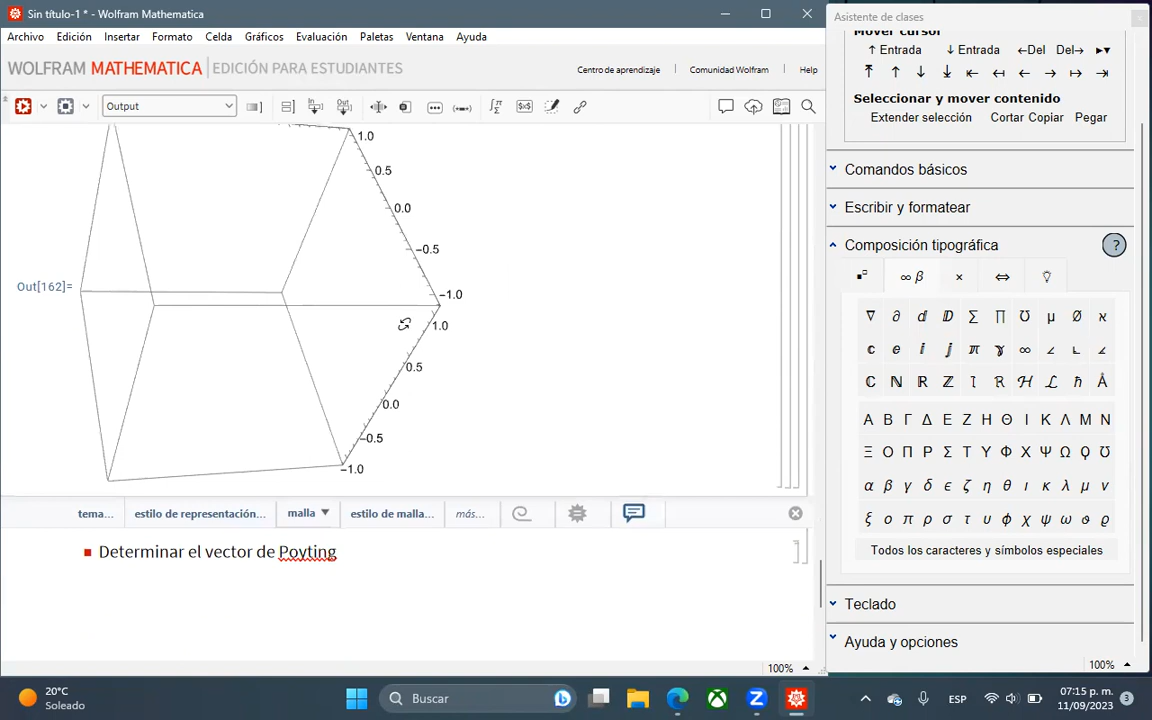 Sin título-1 * - Wolfram Mathematica
Archivo Edición Insertar Formato Celda Gráficos Evaluación Paletas Ventana Ayuda
WOLFRAM MATHEMATICA | EDICIÓN PARA ESTUDIANTES
Centro de aprendizaje | Comunidad Wolfram | Help
Output
1.0
0.5
0.0
-0.5
Out[162]=
-1.0
1.0
0.5
0.0
-0.5
-1.0
tema... estilo de representación... malla estilo de malla... más...
Determinar el vector de Poyting
100%
Asistente de clases
Mover cursor
↑ Entrada ↓ Entrada ←Del Del→
Seleccionar y mover contenido
Extender selección Cortar Copiar Pegar
Comandos básicos
Escribir y formatear
Composición tipográfica
?
∞ β ×
∇ ∂ ⅆ ⅅ ∑ ∏ ℧ μ Ø ℵ
ⅇ ⅈ ⅉ π ∞ ∠ ∟
ℂ ℕ ℝ ℤ ℋ ℒ ℏ Å
Α Β Γ Δ Ε Ζ Η Θ Ι Κ Λ Μ Ν
Ξ Ο Π Ρ Σ Τ Υ Φ Χ Ψ Ω
α β γ δ ϵ ζ η θ ι κ λ μ ν
ξ ο π ρ σ τ υ ϕ χ ψ ω
Todos los caracteres y símbolos especiales
Teclado
Ayuda y opciones
100%
20°C
Soleado
Buscar
ESP
07:15 p. m.
11/09/2023
3